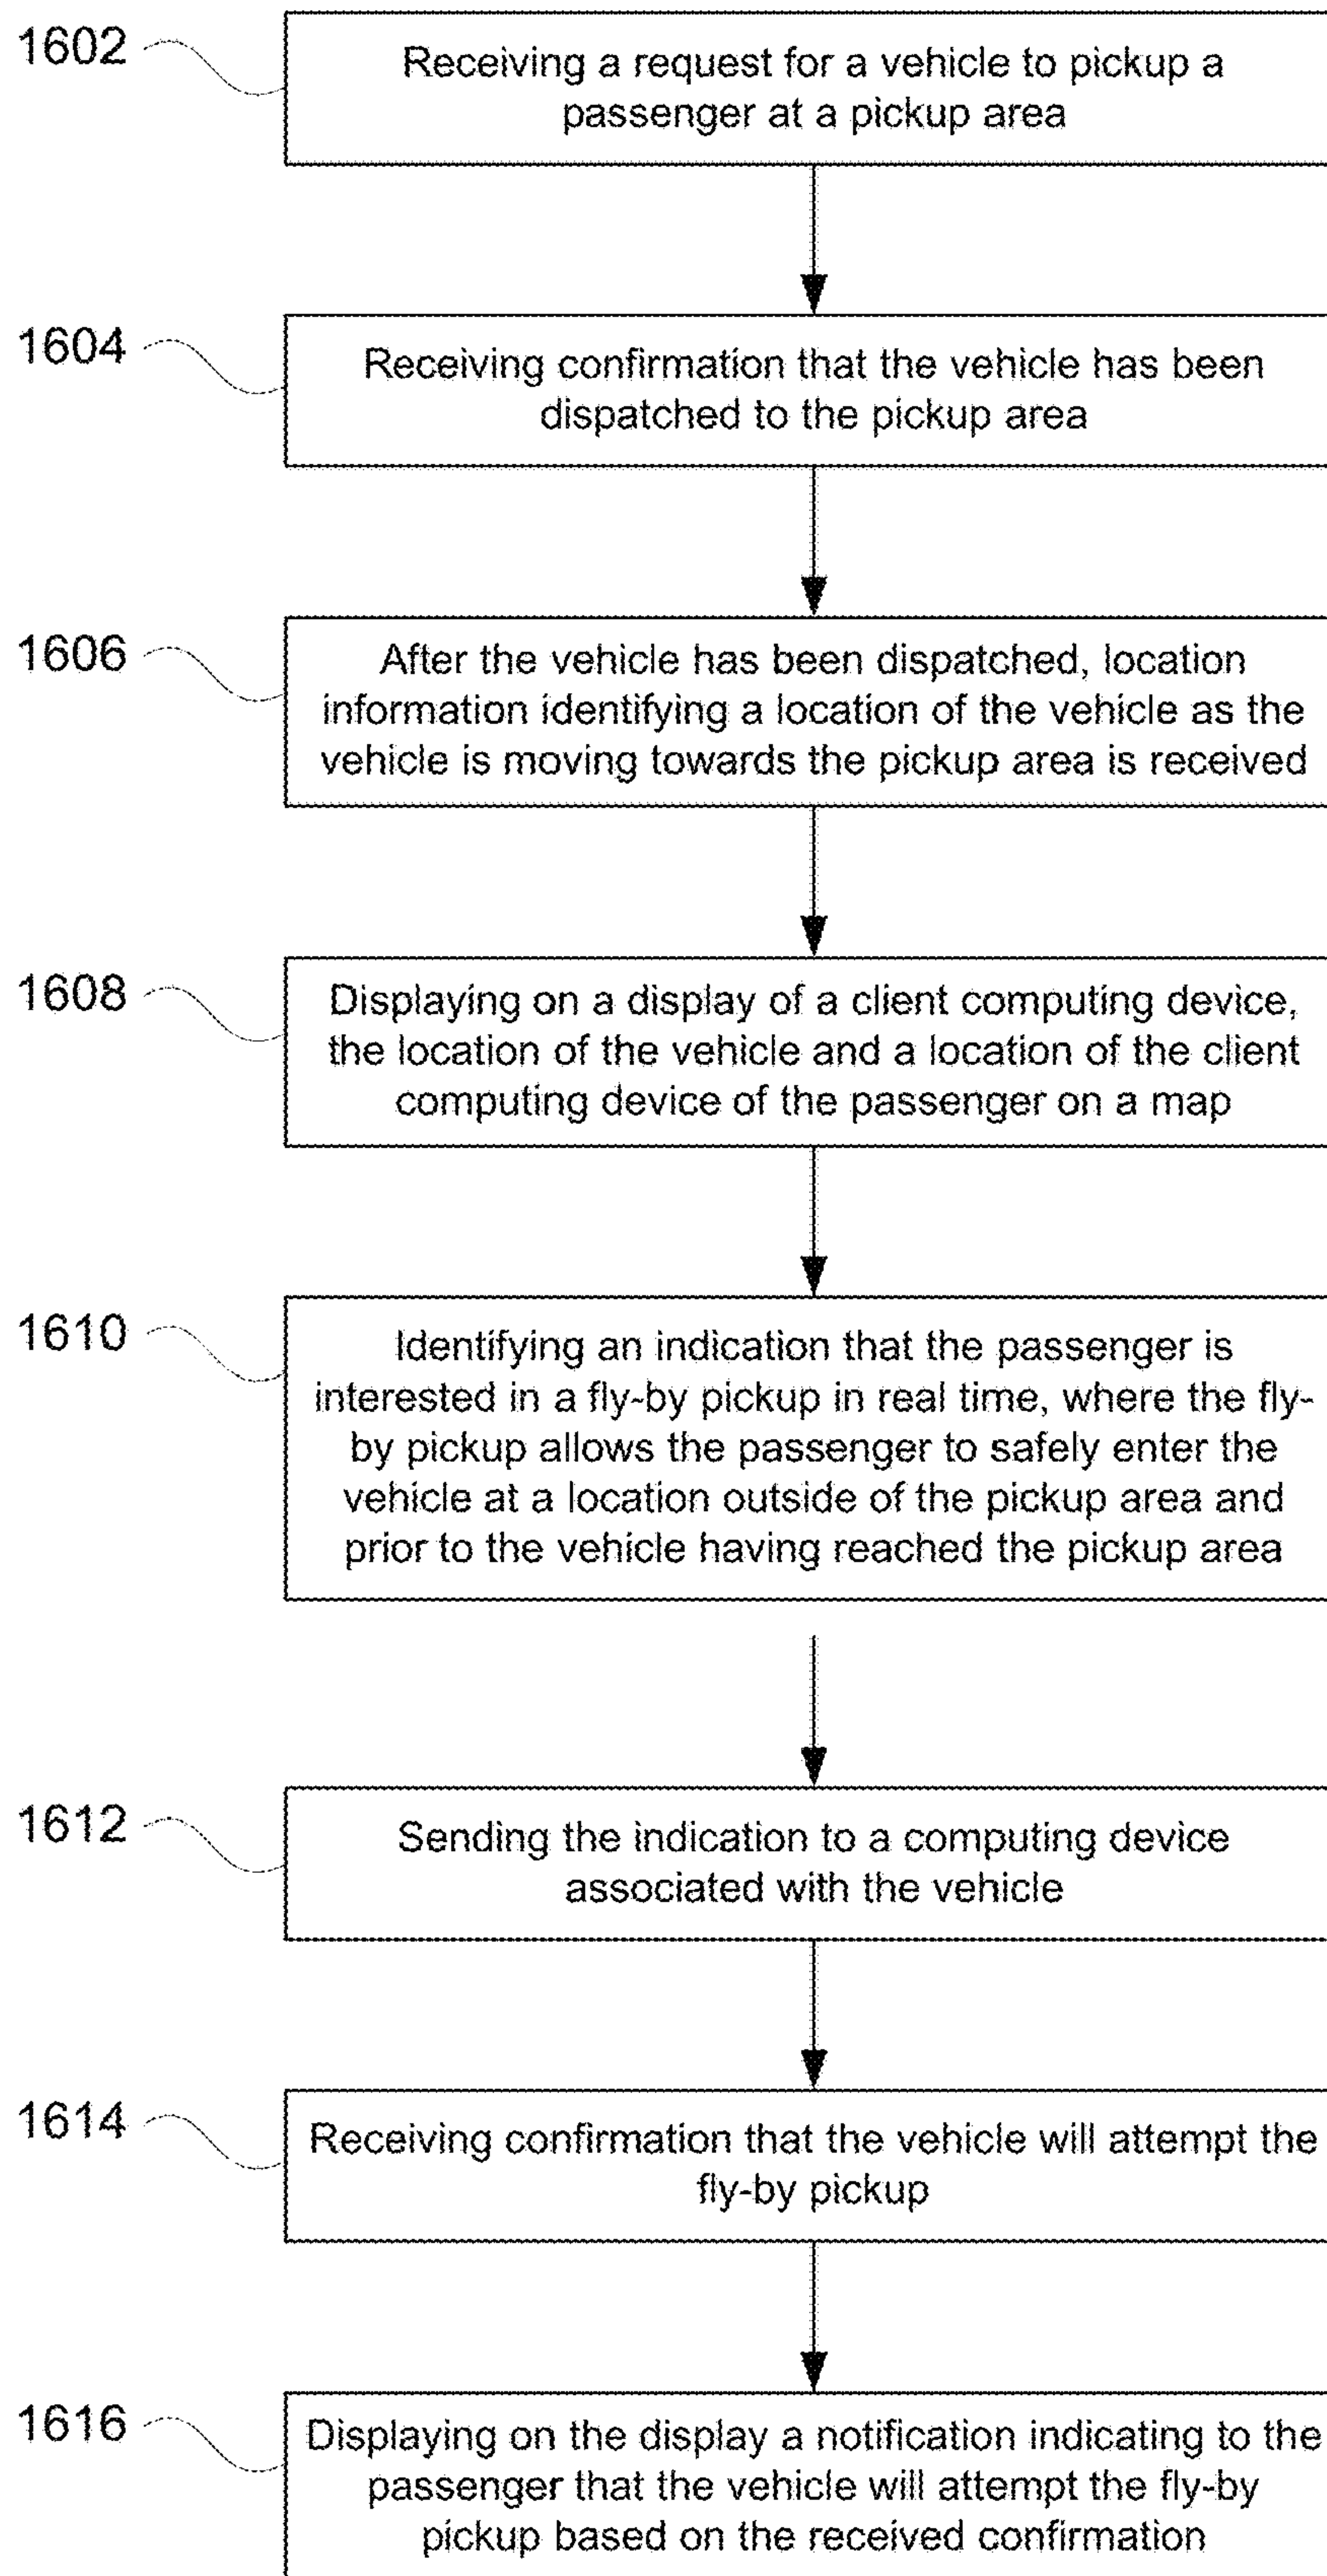 1602
Receiving a request for a vehicle to pickup a
passenger at a pickup area
1604
Receiving confirmation that the vehicle has been
dispatched to the pickup area
1606
After the vehicle has been dispatched, location
information identifying a location of the vehicle as the
vehicle is moving towards the pickup area is received
1608
Displaying on a display of a client computing device,
the location of the vehicle and a location of the client
computing device of the passenger on a map
1610
Identifying an indication that the passenger is
interested in a fly-by pickup in real time, where the fly-
by pickup allows the passenger to safely enter the
vehicle at a location outside of the pickup area and
prior to the vehicle having reached the pickup area
1612
Sending the indication to a computing device
associated with the vehicle
1614
Receiving confirmation that the vehicle will attempt the
fly-by pickup
1616
Displaying on the display a notification indicating to the
passenger that the vehicle will attempt the fly-by
pickup based on the received confirmation